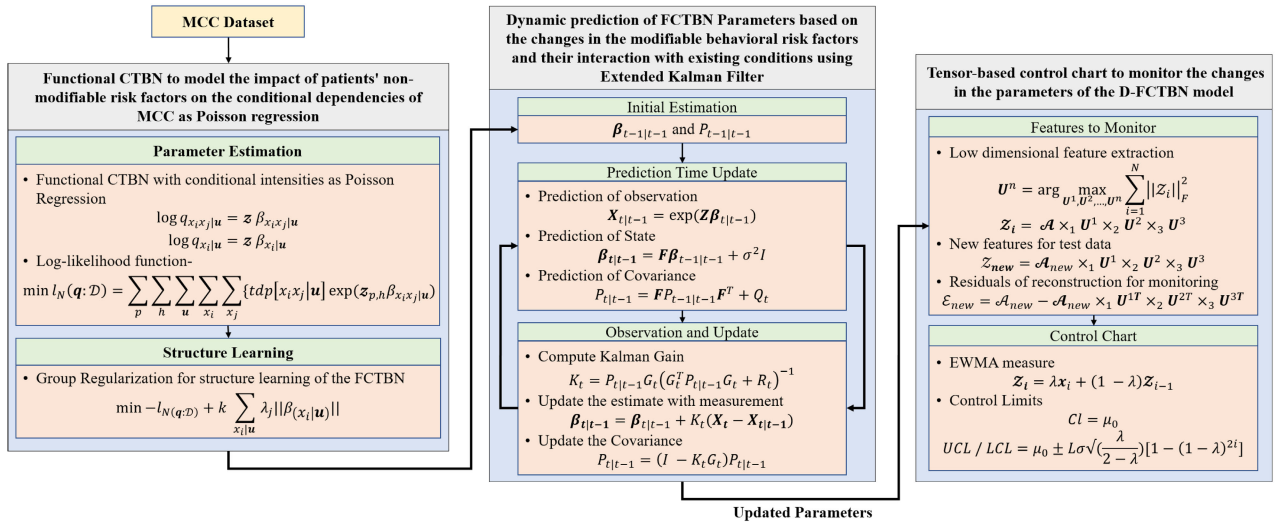 MCC Dataset
Functional CTBN to model the impact of patients' non-
modifiable risk factors on the conditional dependencies of
MCC as Poisson regression
Parameter Estimation
• Functional CTBN with conditional intensities as Poisson
Regression
log q_{x_i x_j|𝒖} = 𝒛 β_{x_i x_j|𝒖}
log q_{x_i|𝒖} = 𝒛 β_{x_i|𝒖}
• Log-likelihood function-
min l_N(𝒒: 𝒟) = ∑_p ∑_h ∑_𝒖 ∑_{x_i} ∑_{x_j} {tdp[x_i x_j|𝒖] exp(𝒛_{p,h} β_{x_i x_j|𝒖})
Structure Learning
• Group Regularization for structure learning of the FCTBN
min −l_{N(𝒒:𝒟)} + k ∑_{x_i|𝒖} λ_j ||β_{(x_i|𝒖)}||
Dynamic prediction of FCTBN Parameters based on
the changes in the modifiable behavioral risk factors
and their interaction with existing conditions using
Extended Kalman Filter
Initial Estimation
𝜷_{t−1|t−1} and P_{t−1|t−1}
Prediction Time Update
• Prediction of observation
𝑿_{t|t−1} = exp(𝒁𝜷_{t|t−1})
• Prediction of State
𝜷_{t|t−1} = 𝑭𝜷_{t−1|t−1} + σ²I
• Prediction of Covariance
P_{t|t−1} = 𝑭P_{t−1|t−1}𝑭^T + Q_t
Observation and Update
• Compute Kalman Gain
K_t = P_{t|t−1}G_t(G_t^T P_{t|t−1}G_t + R_t)^{−1}
• Update the estimate with measurement
𝜷_{t|t−1} = 𝜷_{t|t−1} + K_t(𝑿_t − 𝑿_{t|t−1})
• Update the Covariance
P_{t|t−1} = (I − K_tG_t)P_{t|t−1}
Updated Parameters
Tensor-based control chart to monitor the changes
in the parameters of the D-FCTBN model
Features to Monitor
• Low dimensional feature extraction
𝑼^n = arg max_{𝑼^1,𝑼^2,…,𝑼^n} ∑_{i=1}^{N} ||𝒵_i||_F^2
𝓩_𝒊 = 𝓐 ×_1 𝑼^1 ×_2 𝑼^2 ×_3 𝑼^3
• New features for test data
𝒵_{𝒏𝒆𝒘} = 𝓐_{new} ×_1 𝑼^1 ×_2 𝑼^2 ×_3 𝑼^3
• Residuals of reconstruction for monitoring
ℰ_{new} = 𝒜_{new} − 𝓐_{new} ×_1 𝑼^{1T} ×_2 𝑼^{2T} ×_3 𝑼^{3T}
Control Chart
• EWMA measure
𝓩_𝒊 = λ𝒙_i + (1 − λ)𝓩_{i−1}
• Control Limits
Cl = μ_0
UCL / LCL = μ_0 ± Lσ√(λ/(2 − λ))[1 − (1 − λ)^{2i}]